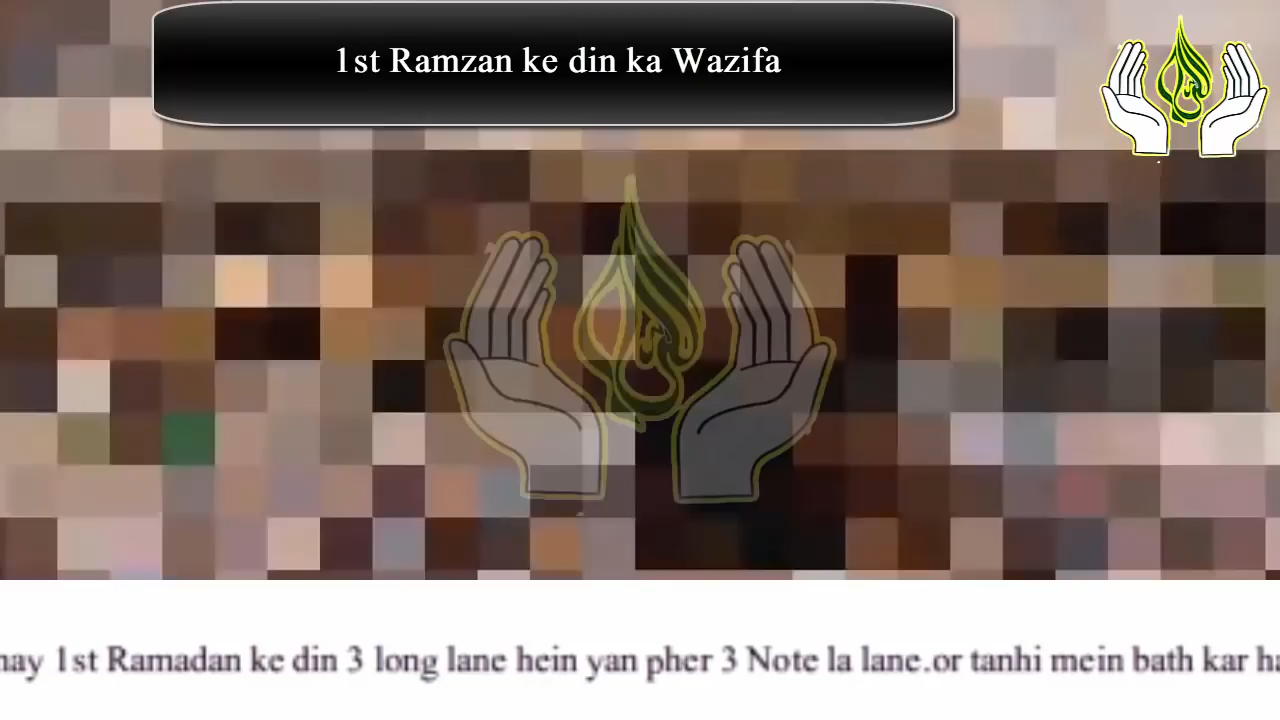 1st Ramzan ke din ka Wazifa
1st Ramadan ke din 3 long lane hein yan pher 3 Note la lane.or tanhi mein bath kar